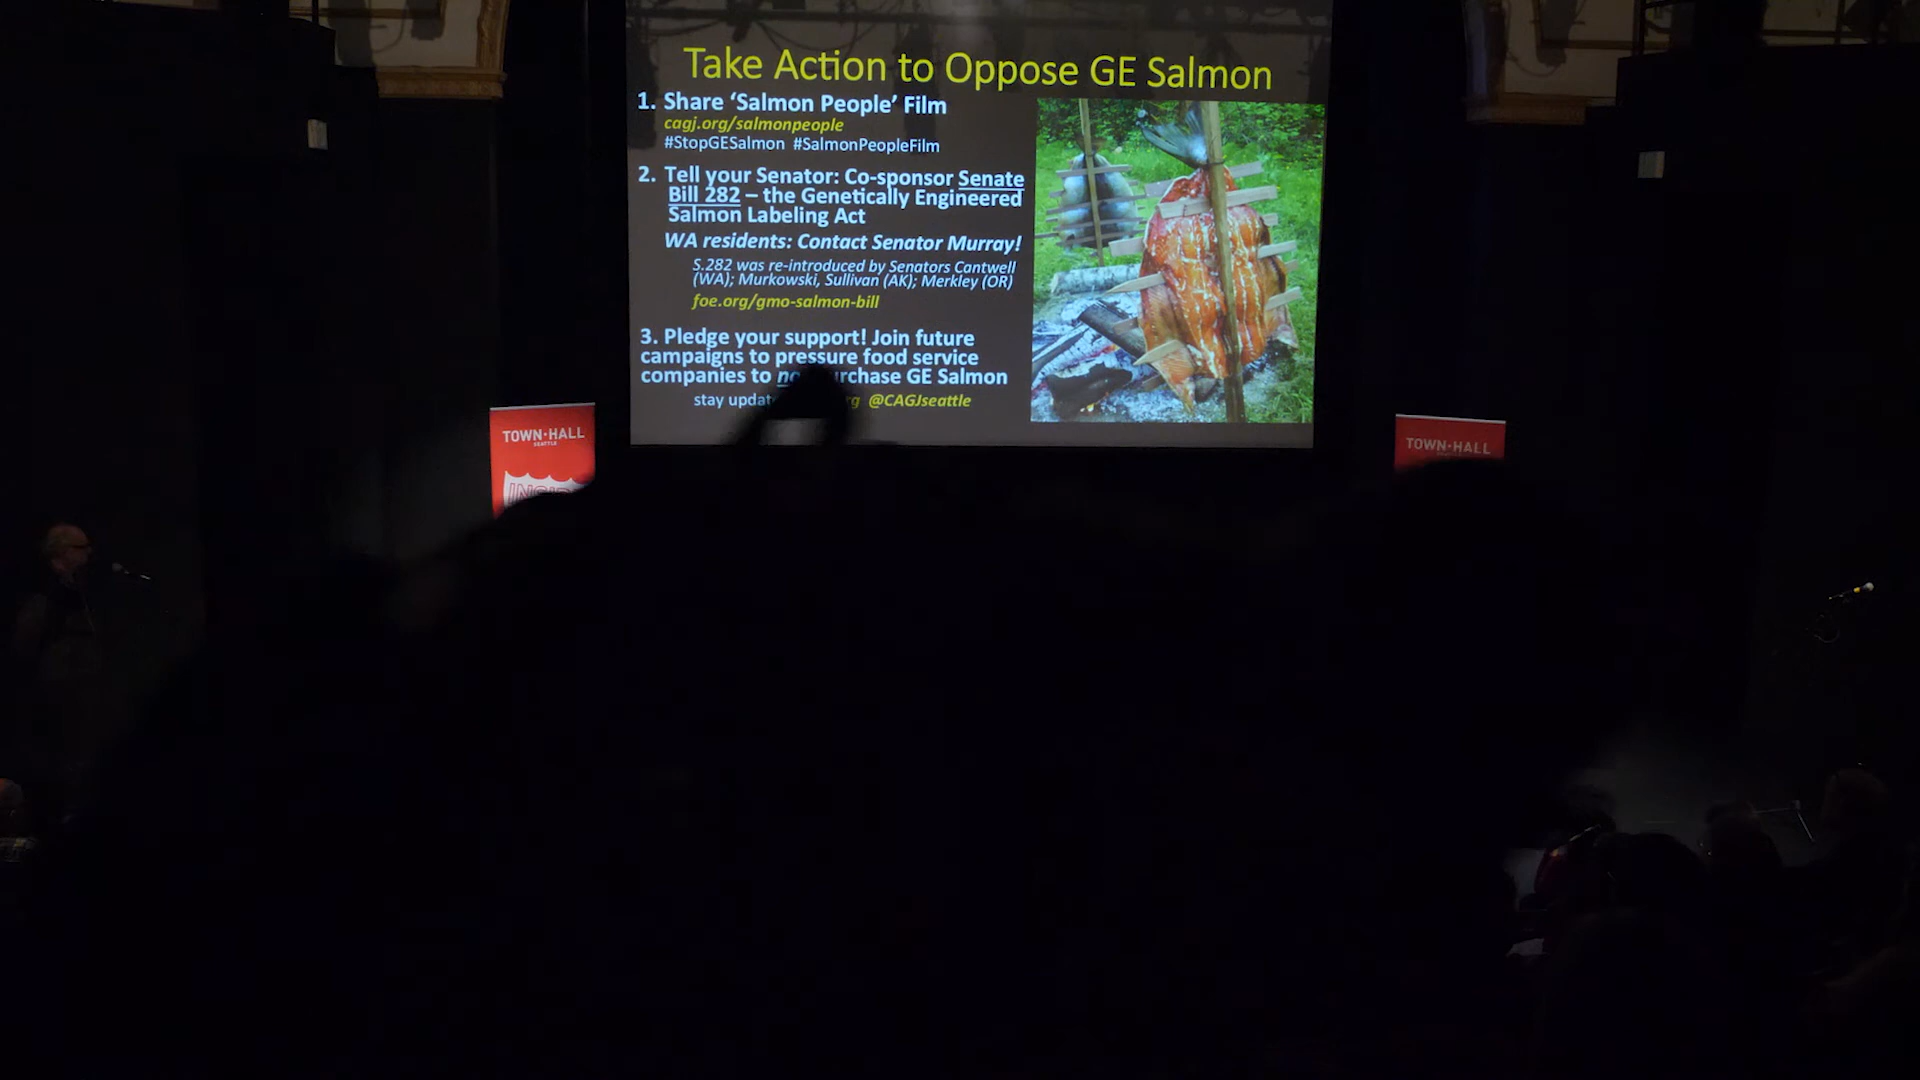 Take Action to Oppose GE Salmon
1. Share ‘Salmon People’ Film
cagj.org/salmonpeople
#StopGESalmon #SalmonPeopleFilm
2. Tell your Senator: Co-sponsor Senate
Bill 282 – the Genetically Engineered
Salmon Labeling Act
WA residents: Contact Senator Murray!
S.282 was re-introduced by Senators Cantwell
(WA); Murkowski, Sullivan (AK); Merkley (OR)
foe.org/gmo-salmon-bill
3. Pledge your support! Join future
campaigns to pressure food service
companies to GE Salmon
stay @CAGJseattle
TOWN·HALL
SEATTLE
TOWN·HALL